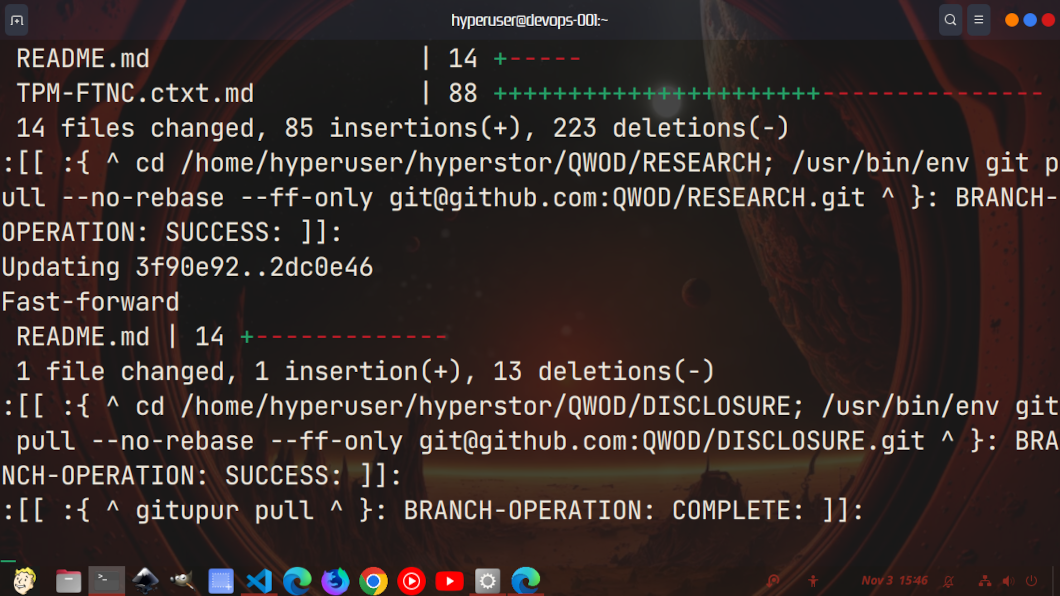 hyperuser@devops-001:~
README.md | 14 +-----
TPM-FTNC.ctxt.md | 88 ++++++++++++++++++++++---------------
14 files changed, 85 insertions(+), 223 deletions(-)
:[[ :{ ^ cd /home/hyperuser/hyperstor/QWOD/RESEARCH; /usr/bin/env git p
ull --no-rebase --ff-only git@github.com:QWOD/RESEARCH.git ^ }: BRANCH-
OPERATION: SUCCESS: ]]:
Updating 3f90e92..2dc0e46
Fast-forward
README.md | 14 +-------------
1 file changed, 1 insertion(+), 13 deletions(-)
:[[ :{ ^ cd /home/hyperuser/hyperstor/QWOD/DISCLOSURE; /usr/bin/env git
pull --no-rebase --ff-only git@github.com:QWOD/DISCLOSURE.git ^ }: BRA
NCH-OPERATION: SUCCESS: ]]:
:[[ :{ ^ gitupur pull ^ }: BRANCH-OPERATION: COMPLETE: ]]:
Nov 3 15:46